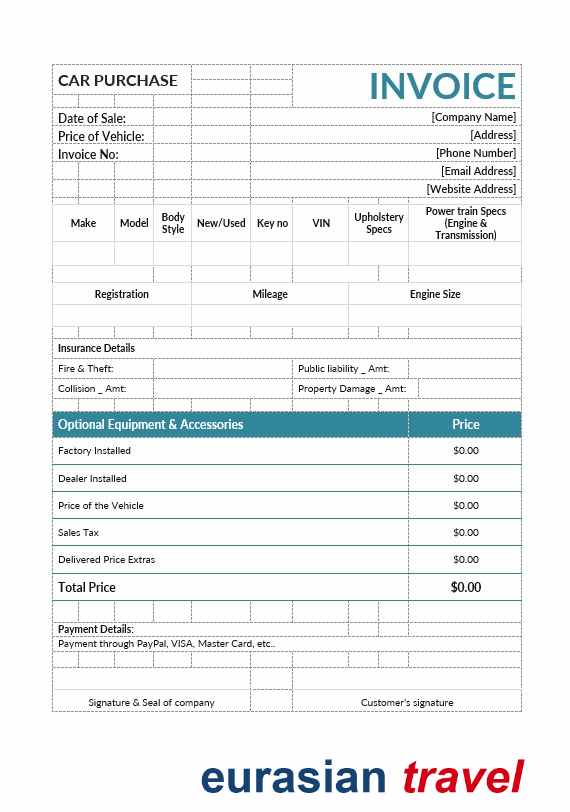 CAR PURCHASE
INVOICE
Date of Sale:
[Company Name]
Price of Vehicle:
[Address]
Invoice No:
[Phone Number]
[Email Address]
[Website Address]
Make Model Body Style New/Used Key no VIN Upholstery Specs Power train Specs (Engine & Transmission)
Registration Mileage Engine Size
Insurance Details
Fire & Theft: Public liability _ Amt:
Collision _ Amt: Property Damage _ Amt:
Optional Equipment & Accessories Price
Factory Installed $0.00
Dealer Installed $0.00
Price of the Vehicle $0.00
Sales Tax $0.00
Delivered Price Extras $0.00
Total Price $0.00
Payment Details:
Payment through PayPal, VISA, Master Card, etc..
Signature & Seal of company Customer's signature
eurasian travel